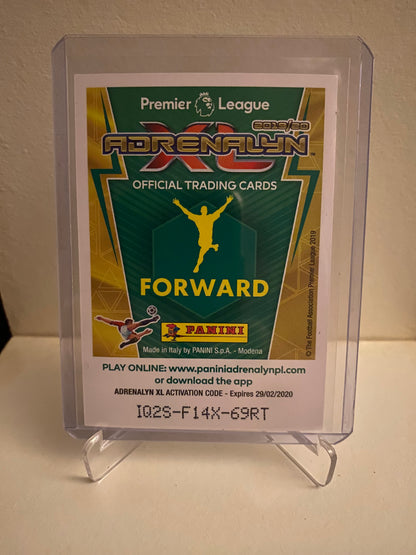 Premier League
2019/20
ADRENALYN
XL™
OFFICIAL TRADING CARDS
FORWARD
PANINI
Made in Italy by PANINI S.p.A. - Modena
© The Football Association Premier League 2019
PLAY ONLINE: www.paniniadrenalynpl.com
or download the app
ADRENALYN XL ACTIVATION CODE - Expires 29/02/2020
IQ2S-F14X-69RT